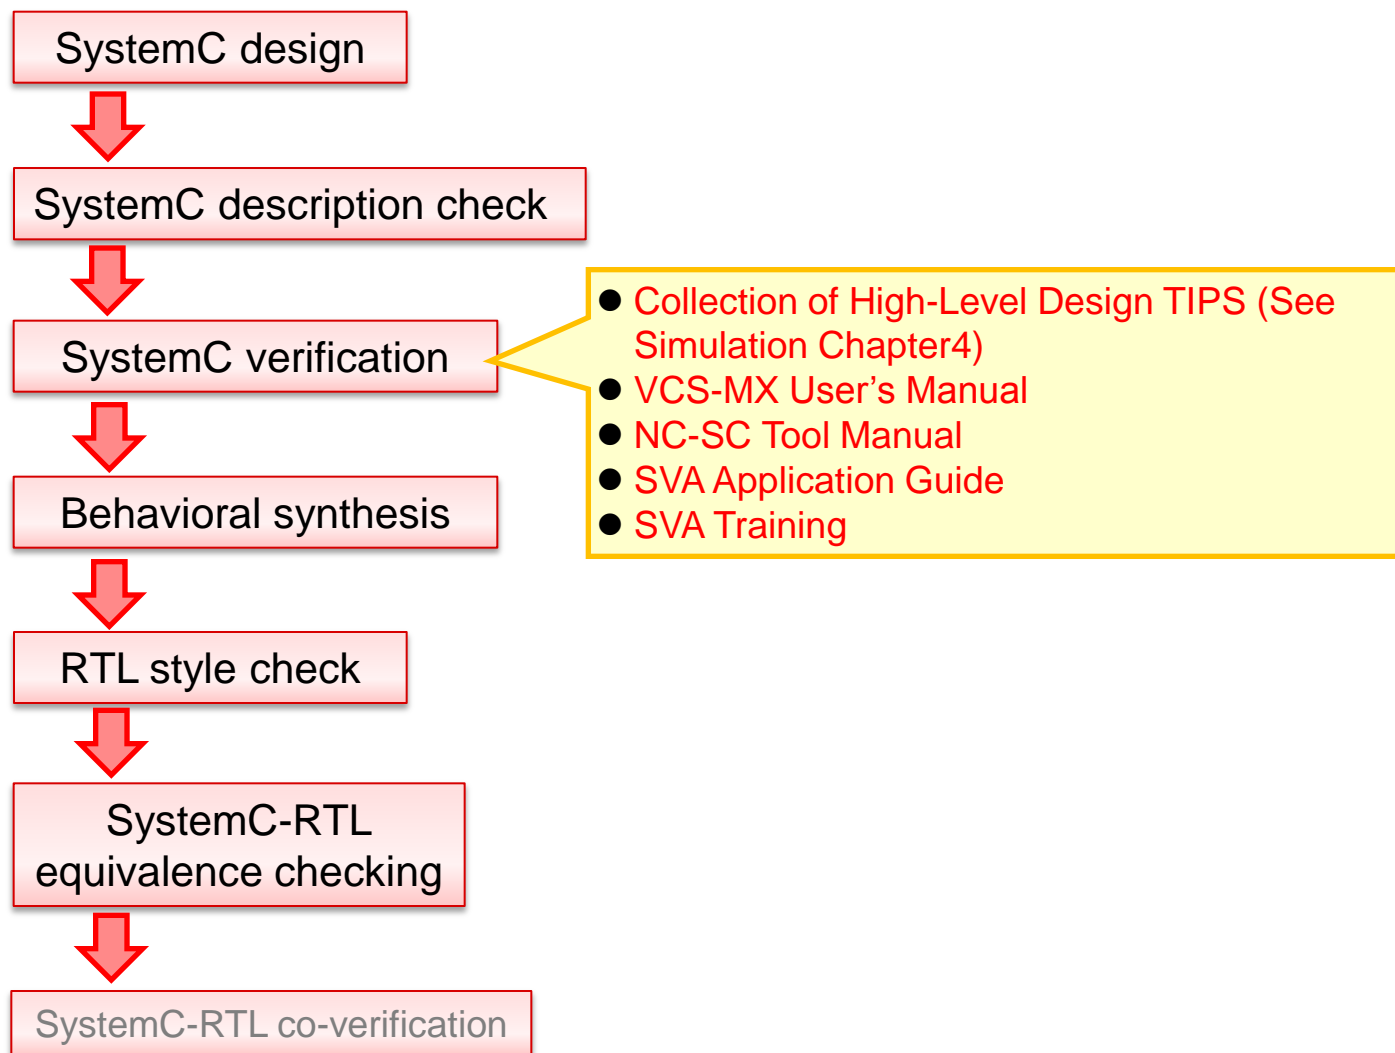 SystemC design
SystemC description check
SystemC verification
● Collection of High-Level Design TIPS (See
Simulation Chapter4)
● VCS-MX User’s Manual
● NC-SC Tool Manual
● SVA Application Guide
● SVA Training
Behavioral synthesis
RTL style check
SystemC-RTL
equivalence checking
SystemC-RTL co-verification